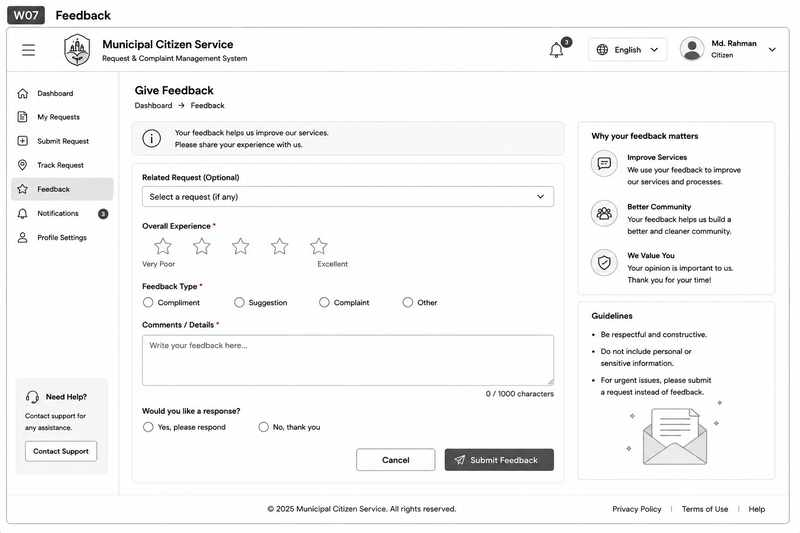 W07 Feedback
Municipal Citizen Service
Request & Complaint Management System
3
English
Md. Rahman
Citizen
Dashboard
My Requests
Submit Request
Track Request
Feedback
Notifications 3
Profile Settings
Need Help?
Contact support for
any assistance.
Contact Support
Give Feedback
Dashboard → Feedback
Your feedback helps us improve our services.
Please share your experience with us.
Related Request (Optional)
Select a request (if any)
Overall Experience *
Very Poor Excellent
Feedback Type *
Compliment Suggestion Complaint Other
Comments / Details *
Write your feedback here...
0 / 1000 characters
Would you like a response?
Yes, please respond No, thank you
Cancel Submit Feedback
Why your feedback matters
Improve Services
We use your feedback to improve
our services and processes.
Better Community
Your feedback helps us build a
better and cleaner community.
We Value You
Your opinion is important to us.
Thank you for your time!
Guidelines
• Be respectful and constructive.
• Do not include personal or
sensitive information.
• For urgent issues, please submit
a request instead of feedback.
© 2025 Municipal Citizen Service. All rights reserved.
Privacy Policy | Terms of Use | Help